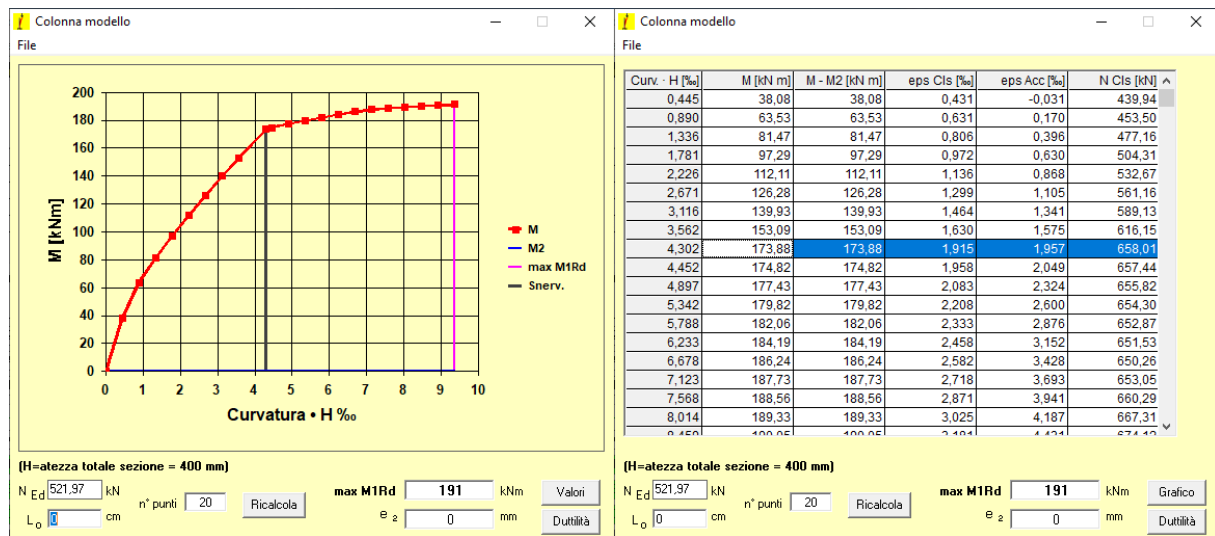 Colonna modello
File
200
180
160
140
120
100
80
60
40
20
0
M [kNm]
0 1 2 3 4 5 6 7 8 9 10
Curvatura • H ‰
M
M2
max M1Rd
Snerv.
(H=atezza totale sezione = 400 mm)
N Ed 521,97 kN n° punti 20 Ricalcola max M1Rd 191 kNm Valori
L o 0 cm e 2 0 mm Duttilità
Colonna modello
File
Curv. · H [‰] M [kN m] M - M2 [kN m] eps Cls [‰] eps Acc [‰] N Cls [kN]
0,445 38,08 38,08 0,431 -0,031 439,94
0,890 63,53 63,53 0,631 0,170 453,50
1,336 81,47 81,47 0,806 0,396 477,16
1,781 97,29 97,29 0,972 0,630 504,31
2,226 112,11 112,11 1,136 0,868 532,67
2,671 126,28 126,28 1,299 1,105 561,16
3,116 139,93 139,93 1,464 1,341 589,13
3,562 153,09 153,09 1,630 1,575 616,15
4,302 173,88 173,88 1,915 1,957 658,01
4,452 174,82 174,82 1,958 2,049 657,44
4,897 177,43 177,43 2,083 2,324 655,82
5,342 179,82 179,82 2,208 2,600 654,30
5,788 182,06 182,06 2,333 2,876 652,87
6,233 184,19 184,19 2,458 3,152 651,53
6,678 186,24 186,24 2,582 3,428 650,26
7,123 187,73 187,73 2,718 3,693 653,05
7,568 188,56 188,56 2,871 3,941 660,29
8,014 189,33 189,33 3,025 4,187 667,31
(H=atezza totale sezione = 400 mm)
N Ed 521,97 kN n° punti 20 Ricalcola max M1Rd 191 kNm Grafico
L o 0 cm e 2 0 mm Duttilità